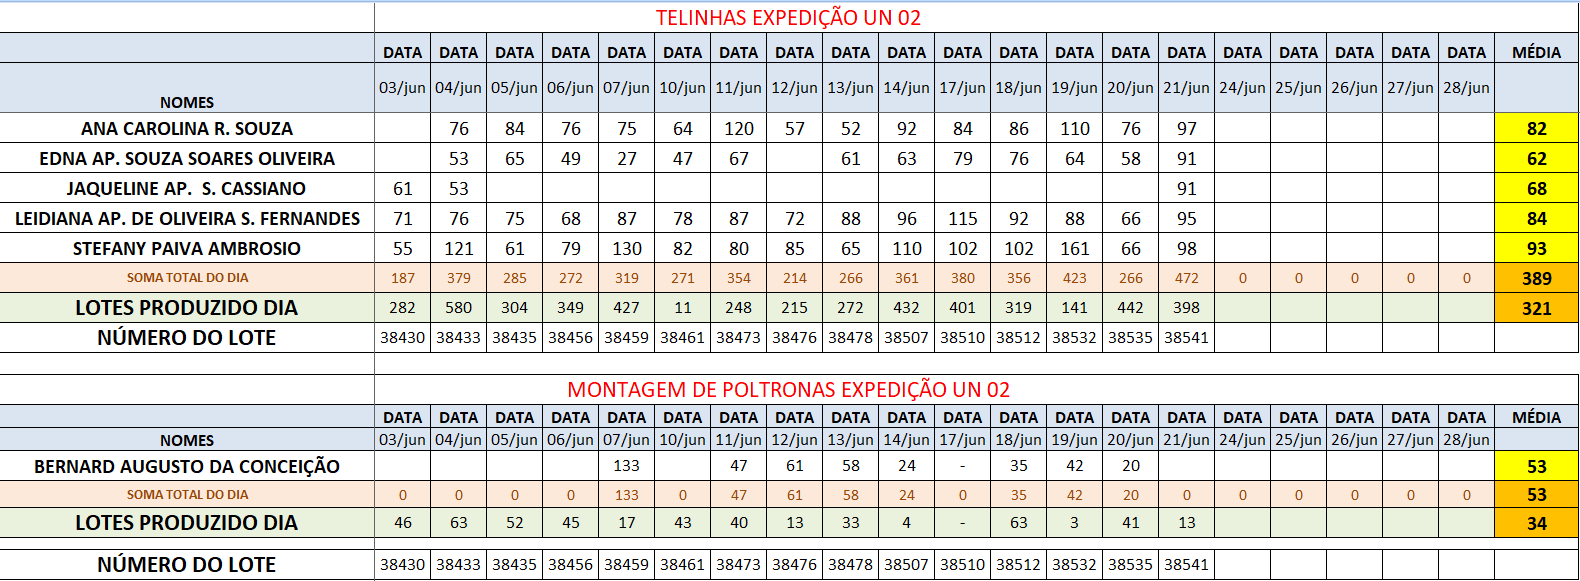 TELINHAS EXPEDIÇÃO UN 02
DATA DATA DATA DATA DATA DATA DATA DATA DATA DATA DATA DATA DATA DATA DATA DATA DATA DATA DATA DATA MÉDIA
NOMES 03/jun 04/jun 05/jun 06/jun 07/jun 10/jun 11/jun 12/jun 13/jun 14/jun 17/jun 18/jun 19/jun 20/jun 21/jun 24/jun 25/jun 26/jun 27/jun 28/jun
ANA CAROLINA R. SOUZA 76 84 76 75 64 120 57 52 92 84 86 110 76 97 82
EDNA AP. SOUZA SOARES OLIVEIRA 53 65 49 27 47 67 61 63 79 76 64 58 91 62
JAQUELINE AP. S. CASSIANO 61 53 91 68
LEIDIANA AP. DE OLIVEIRA S. FERNANDES 71 76 75 68 87 78 87 72 88 96 115 92 88 66 95 84
STEFANY PAIVA AMBROSIO 55 121 61 79 130 82 80 85 65 110 102 102 161 66 98 93
SOMA TOTAL DO DIA 187 379 285 272 319 271 354 214 266 361 380 356 423 266 472 0 0 0 0 0 389
LOTES PRODUZIDO DIA 282 580 304 349 427 11 248 215 272 432 401 319 141 442 398 321
NÚMERO DO LOTE 38430 38433 38435 38456 38459 38461 38473 38476 38478 38507 38510 38512 38532 38535 38541
MONTAGEM DE POLTRONAS EXPEDIÇÃO UN 02
DATA DATA DATA DATA DATA DATA DATA DATA DATA DATA DATA DATA DATA DATA DATA DATA DATA DATA DATA DATA MÉDIA
NOMES 03/jun 04/jun 05/jun 06/jun 07/jun 10/jun 11/jun 12/jun 13/jun 14/jun 17/jun 18/jun 19/jun 20/jun 21/jun 24/jun 25/jun 26/jun 27/jun 28/jun
BERNARD AUGUSTO DA CONCEIÇÃO 133 47 61 58 24 - 35 42 20 53
SOMA TOTAL DO DIA 0 0 0 0 133 0 47 61 58 24 0 35 42 20 0 0 0 0 0 0 53
LOTES PRODUZIDO DIA 46 63 52 45 17 43 40 13 33 4 - 63 3 41 13 34
NÚMERO DO LOTE 38430 38433 38435 38456 38459 38461 38473 38476 38478 38507 38510 38512 38532 38535 38541